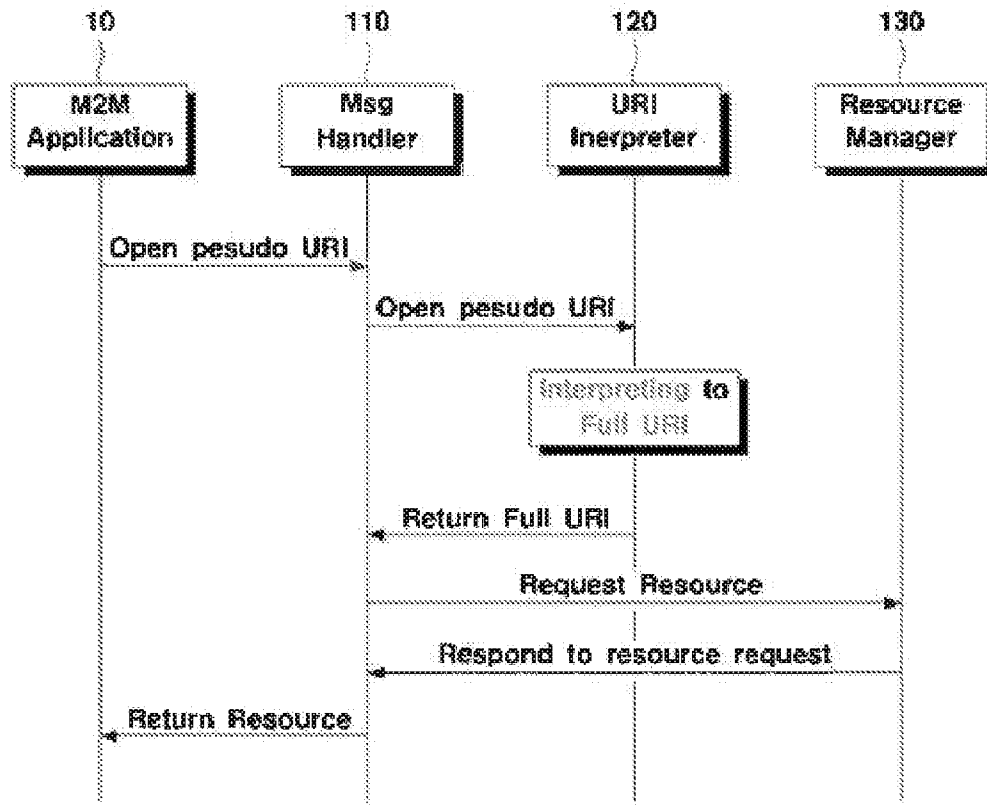 10
110
120
130
M2M
Application
Msg
Handler
URI
Inerpreter
Resource
Manager
Open pesudo URI
Open pesudo URI
Interpreting to
Full URI
Return Full URI
Request Resource
Respond to resource request
Return Resource